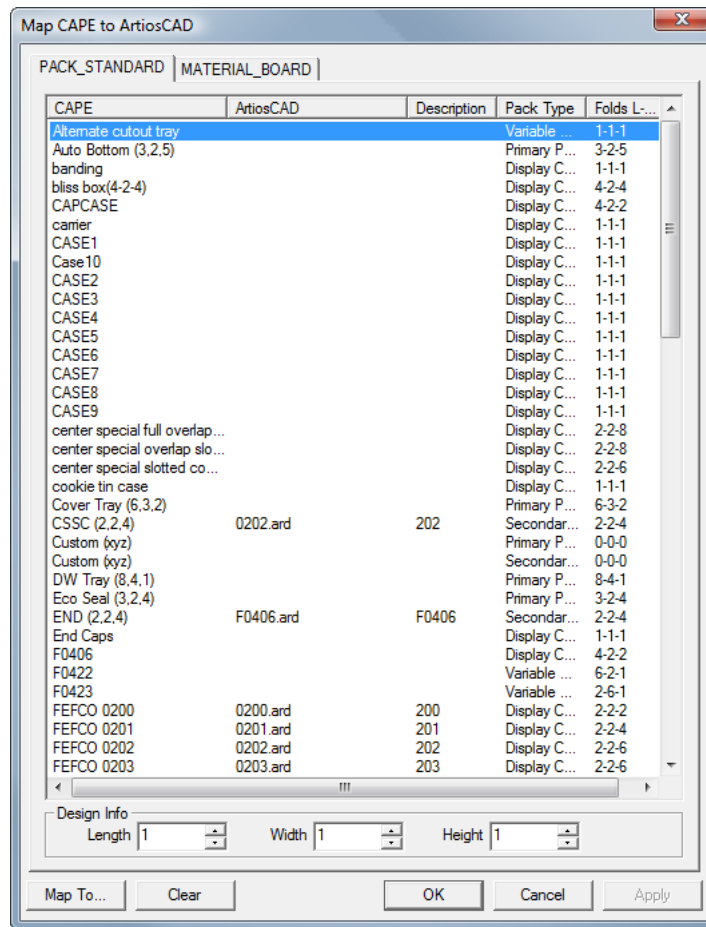 Map CAPE to ArtiosCAD
PACK_STANDARD MATERIAL_BOARD
CAPE ArtiosCAD Description Pack Type Folds L-...
Alternate cutout tray Variable ... 1-1-1
Auto Bottom (3,2,5) Primary P... 3-2-5
banding Display C... 1-1-1
bliss box(4-2-4) Display C... 4-2-4
CAPCASE Display C... 4-2-2
carrier Display C... 1-1-1
CASE1 Display C... 1-1-1
Case10 Display C... 1-1-1
CASE2 Display C... 1-1-1
CASE3 Display C... 1-1-1
CASE4 Display C... 1-1-1
CASE5 Display C... 1-1-1
CASE6 Display C... 1-1-1
CASE7 Display C... 1-1-1
CASE8 Display C... 1-1-1
CASE9 Display C... 1-1-1
center special full overlap... Display C... 2-2-8
center special overlap slo... Display C... 2-2-8
center special slotted co... Display C... 2-2-6
cookie tin case Display C... 1-1-1
Cover Tray (6,3,2) Primary P... 6-3-2
CSSC (2,2,4) 0202.ard 202 Secondar... 2-2-4
Custom (xyz) Primary P... 0-0-0
Custom (xyz) Secondar... 0-0-0
DW Tray (8,4,1) Primary P... 8-4-1
Eco Seal (3,2,4) Primary P... 3-2-4
END (2,2,4) F0406.ard F0406 Secondar... 2-2-4
End Caps Display C... 1-1-1
F0406 Display C... 4-2-2
F0422 Variable ... 6-2-1
F0423 Variable ... 2-6-1
FEFCO 0200 0200.ard 200 Display C... 2-2-2
FEFCO 0201 0201.ard 201 Display C... 2-2-4
FEFCO 0202 0202.ard 202 Display C... 2-2-6
FEFCO 0203 0203.ard 203 Display C... 2-2-6
Design Info
Length 1 Width 1 Height 1
Map To... Clear OK Cancel Apply